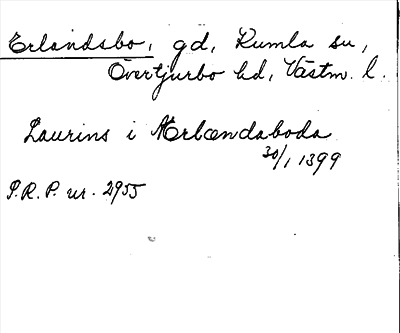 Erlandsbo, gd, Kumla sn,
Övertjurbo hd, Västm. l.
Laurins i Ærlændaboda
30/1 1399
S.R.P. nr. 2955